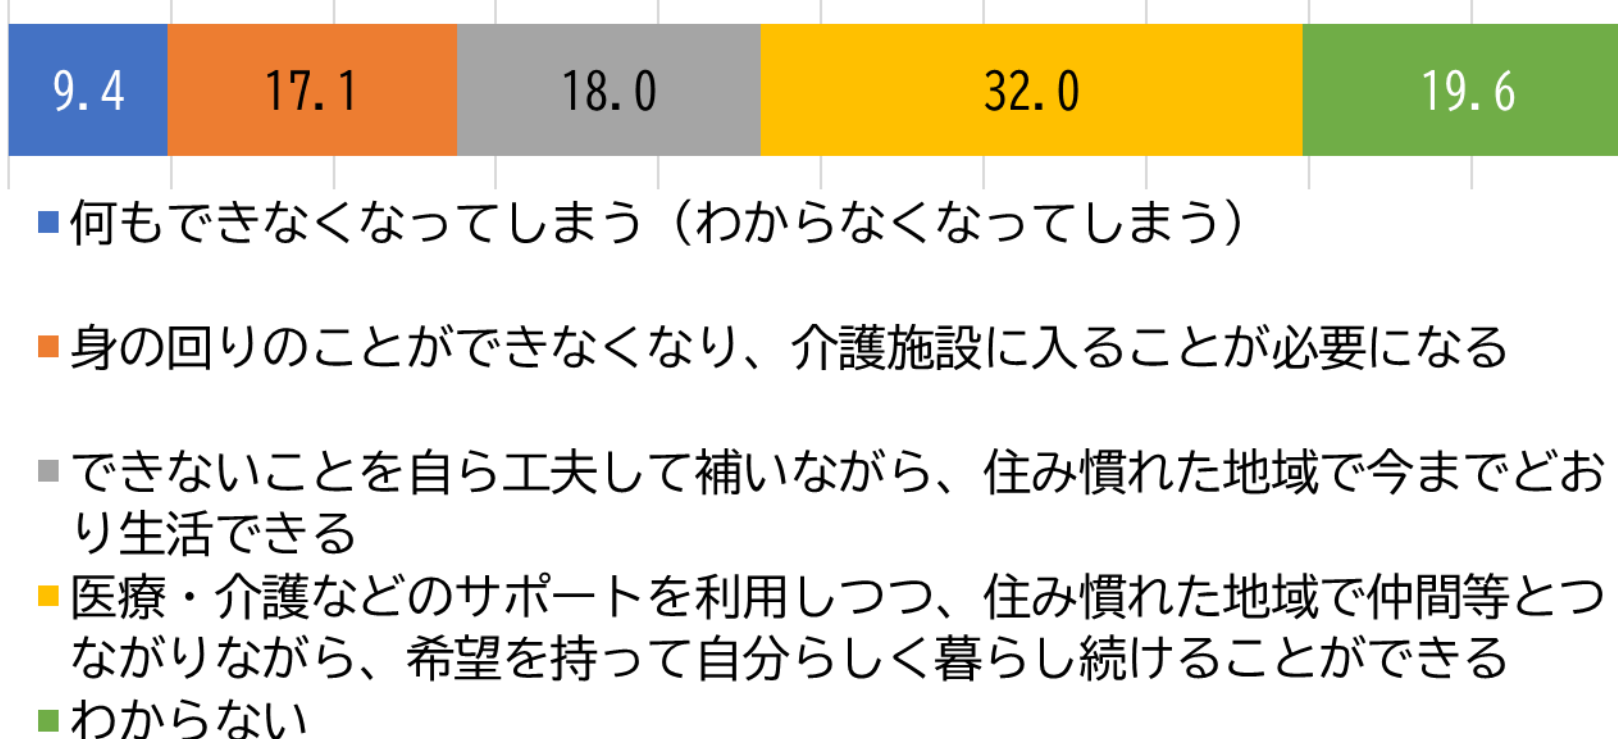 9.4 17.1 18.0 32.0 19.6
何もできなくなってしまう（わからなくなってしまう）
身の回りのことができなくなり、介護施設に入ることが必要になる
できないことを自ら工夫して補いながら、住み慣れた地域で今までどお
り生活できる
医療・介護などのサポートを利用しつつ、住み慣れた地域で仲間等とつ
ながりながら、希望を持って自分らしく暮らし続けることができる
わからない